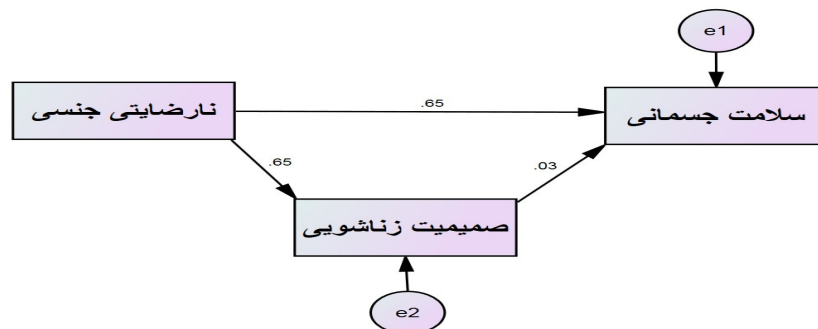 e1
نارضایتی جنسی
.65
سلامت جسمانی
.65
.03
صمیمیت زناشویی
e2